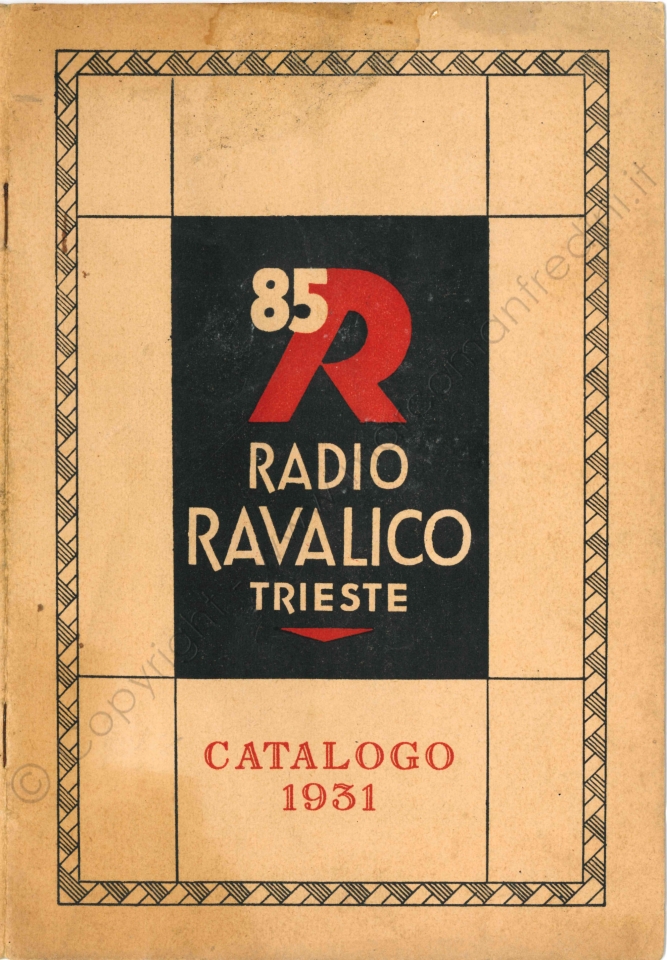 85
R
RADIO
RAVALICO
TRIESTE
CATALOGO
1931